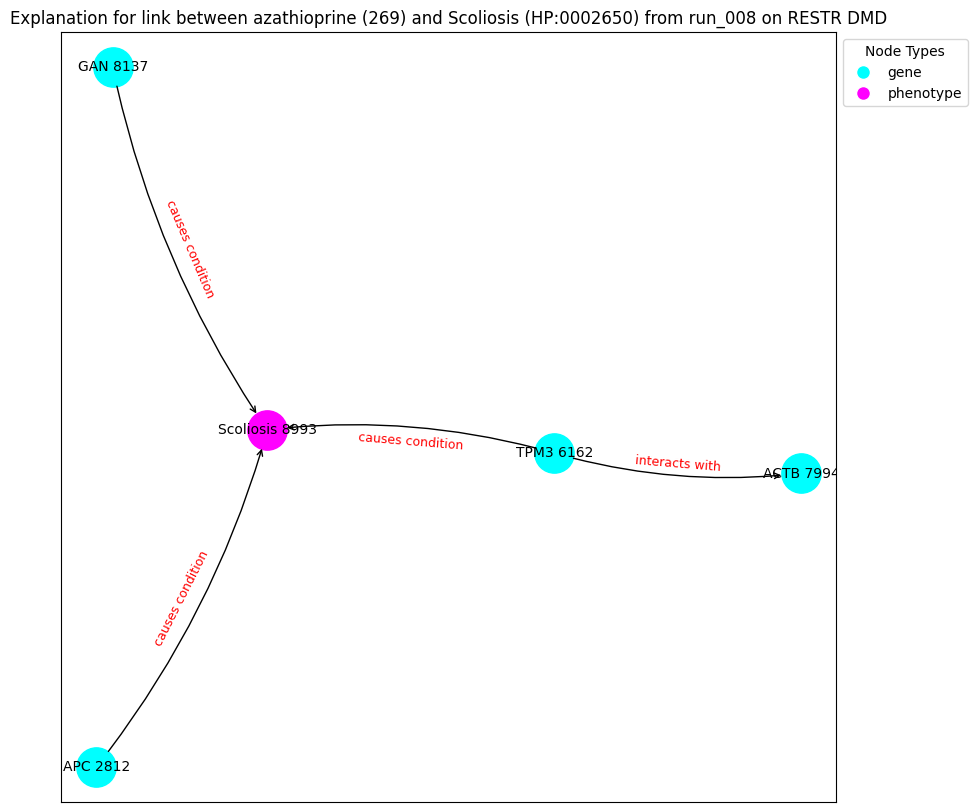 Explanation for link between azathioprine (269) and Scoliosis (HP:0002650) from run_008 on RESTR DMD
Node Types
gene
phenotype
GAN 8137
causes condition
Scoliosis 8993
causes condition
TPM3 6162
interacts with
ACTB 7994
causes condition
APC 2812